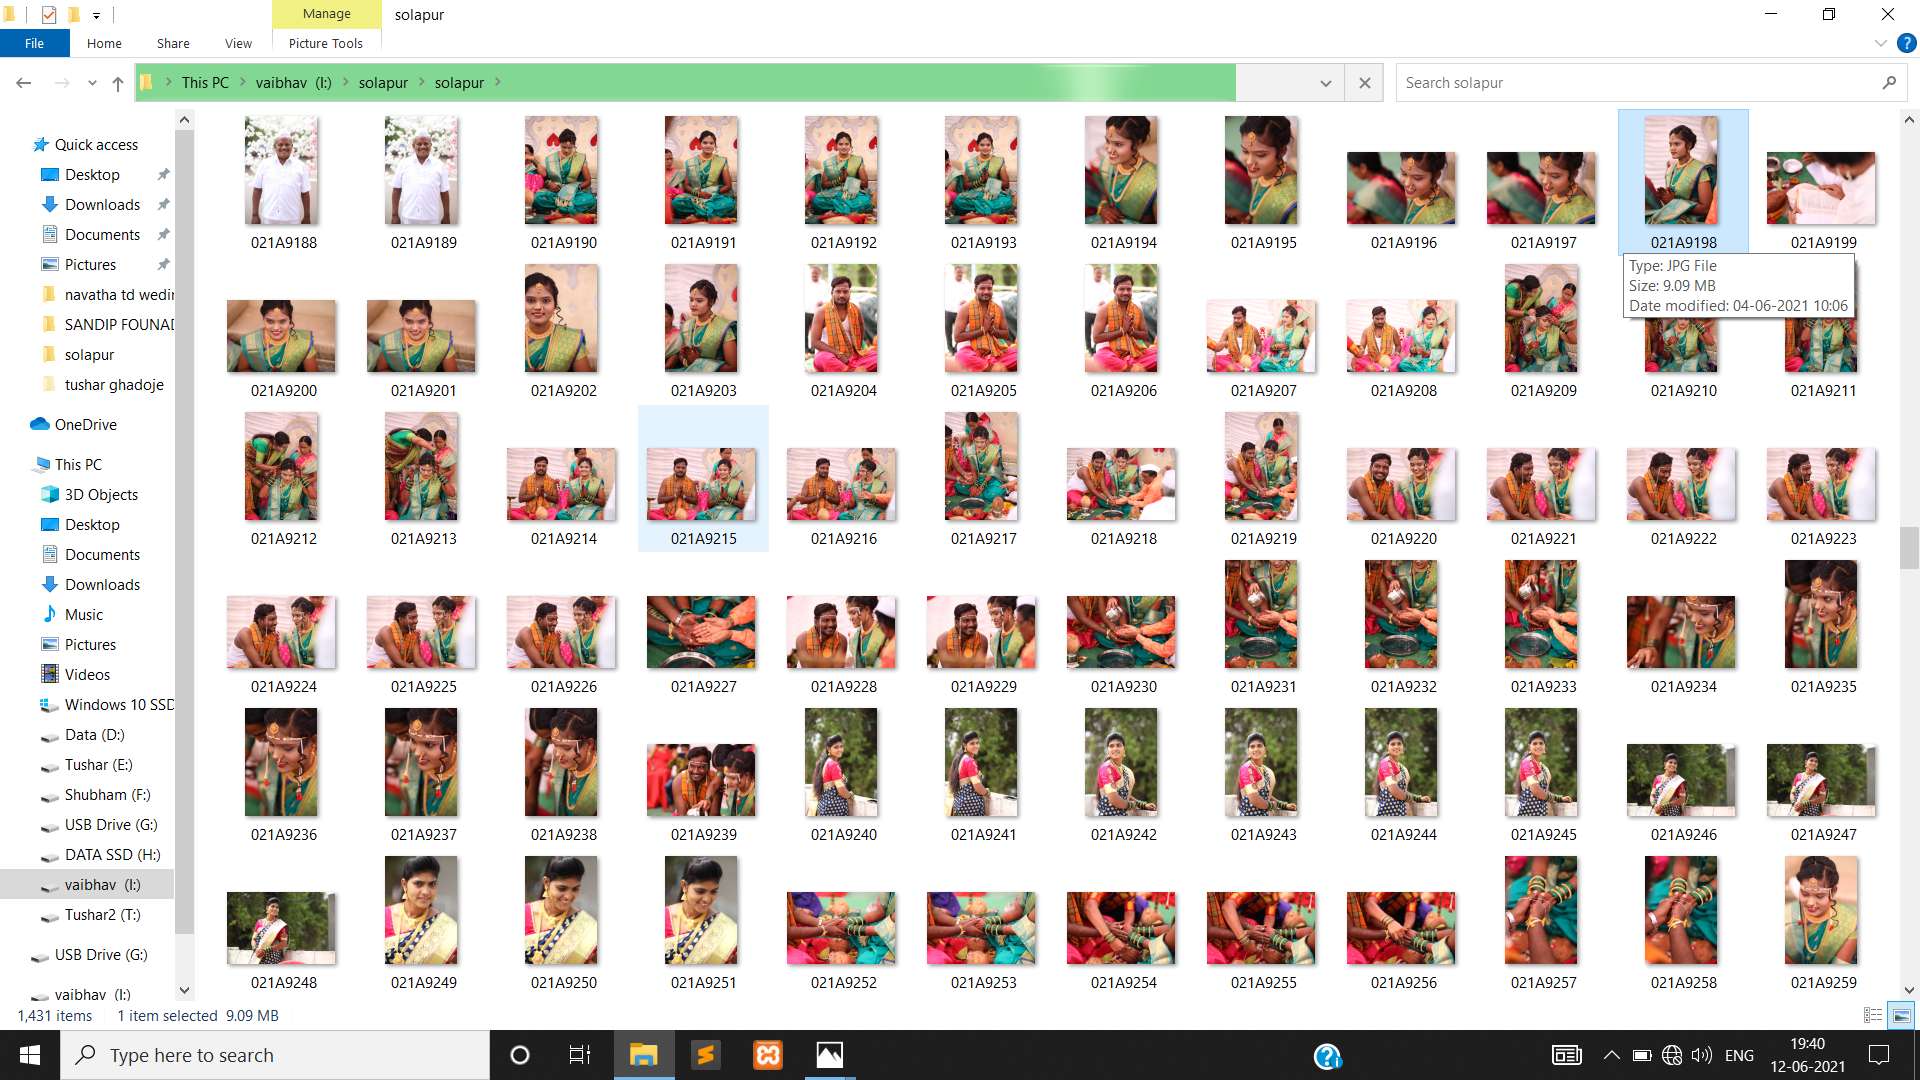 Manage
solapur
File
Home
Share
View
Picture Tools
?
This PC
vaibhav (I:)
solapur
solapur
Search solapur
Quick access
Desktop
Downloads
Documents
Pictures
navatha td wedin
SANDIP FOUNAD
solapur
tushar ghadoje
OneDrive
This PC
3D Objects
Desktop
Documents
Downloads
Music
Pictures
Videos
Windows 10 SSD
Data (D:)
Tushar (E:)
Shubham (F:)
USB Drive (G:)
DATA SSD (H:)
vaibhav (I:)
Tushar2 (T:)
USB Drive (G:)
vaibhav (I:)
021A9188 021A9189 021A9190 021A9191 021A9192 021A9193 021A9194 021A9195 021A9196 021A9197 021A9198 021A9199
Type: JPG File
Size: 9.09 MB
Date modified: 04-06-2021 10:06
021A9200 021A9201 021A9202 021A9203 021A9204 021A9205 021A9206 021A9207 021A9208 021A9209 021A9210 021A9211
021A9212 021A9213 021A9214 021A9215 021A9216 021A9217 021A9218 021A9219 021A9220 021A9221 021A9222 021A9223
021A9224 021A9225 021A9226 021A9227 021A9228 021A9229 021A9230 021A9231 021A9232 021A9233 021A9234 021A9235
021A9236 021A9237 021A9238 021A9239 021A9240 021A9241 021A9242 021A9243 021A9244 021A9245 021A9246 021A9247
021A9248 021A9249 021A9250 021A9251 021A9252 021A9253 021A9254 021A9255 021A9256 021A9257 021A9258 021A9259
1,431 items
1 item selected 9.09 MB
Type here to search
ENG
19:40
12-06-2021